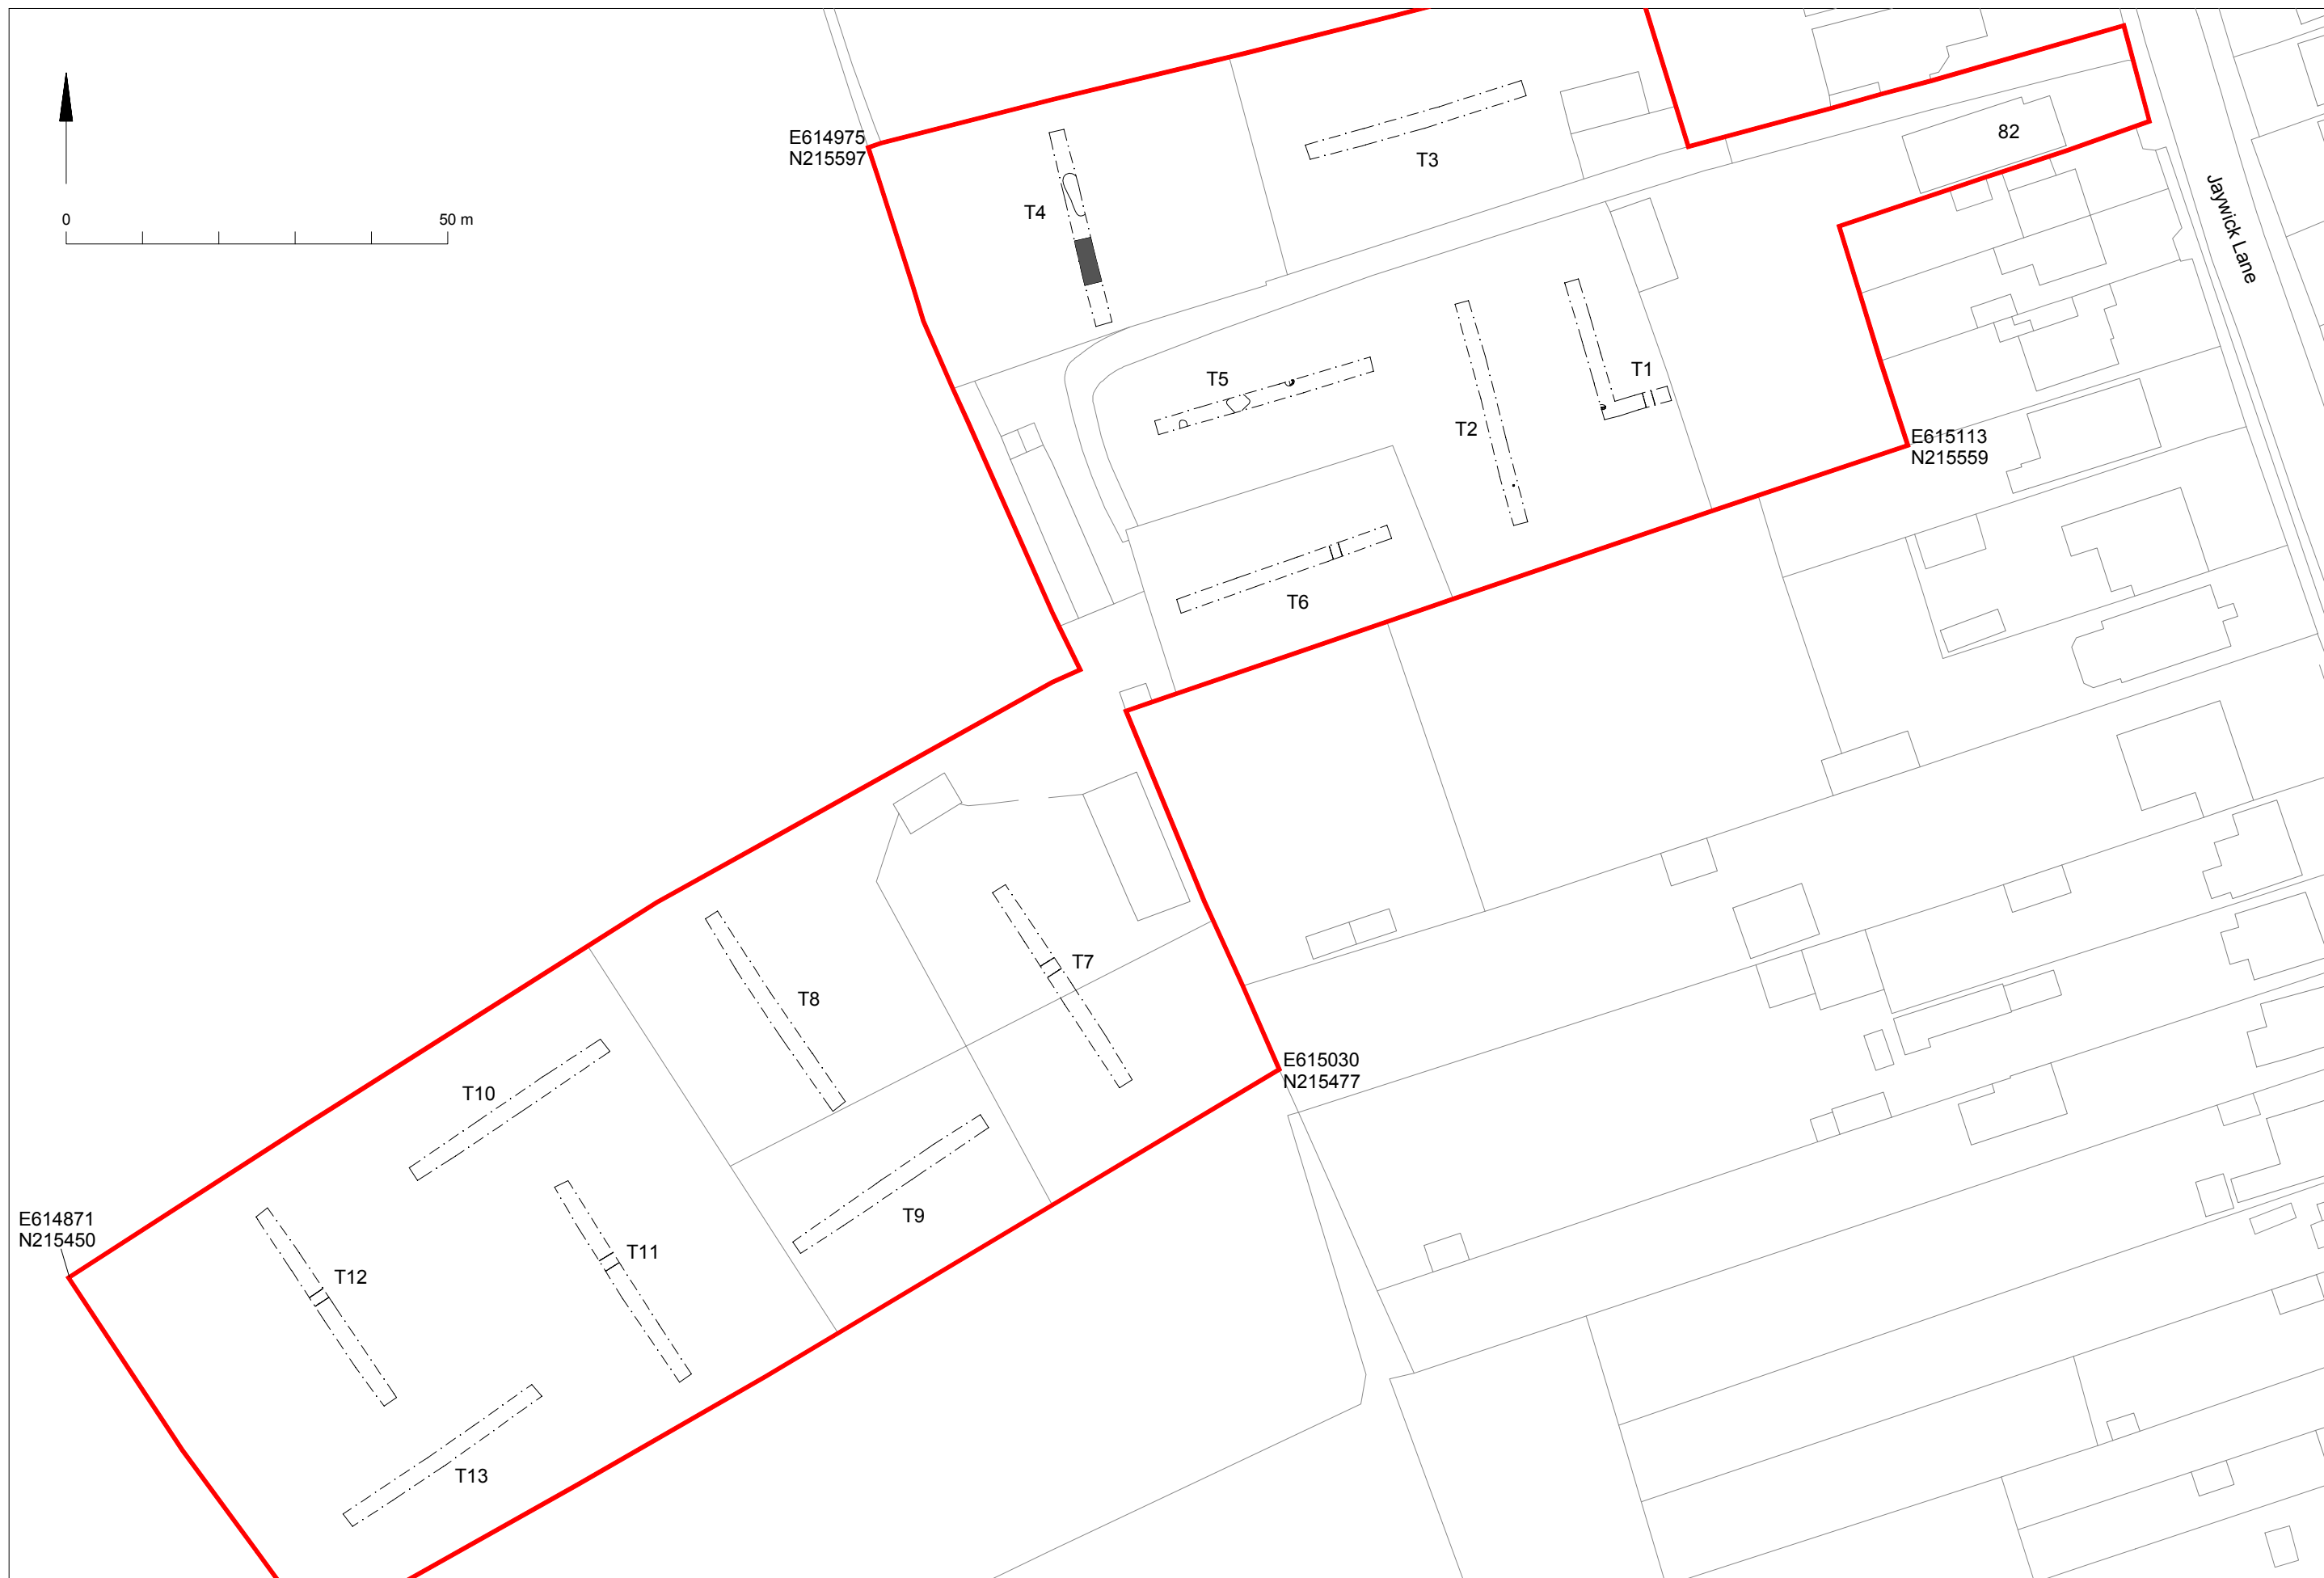 82
E614975
N215597
T3
Jaywick Lane
0
50 m
T4
T1
T5
T2
E615113
N215559
T6
T7
T8
E615030
N215477
T10
T9
E614871
N215450
T11
T12
T13